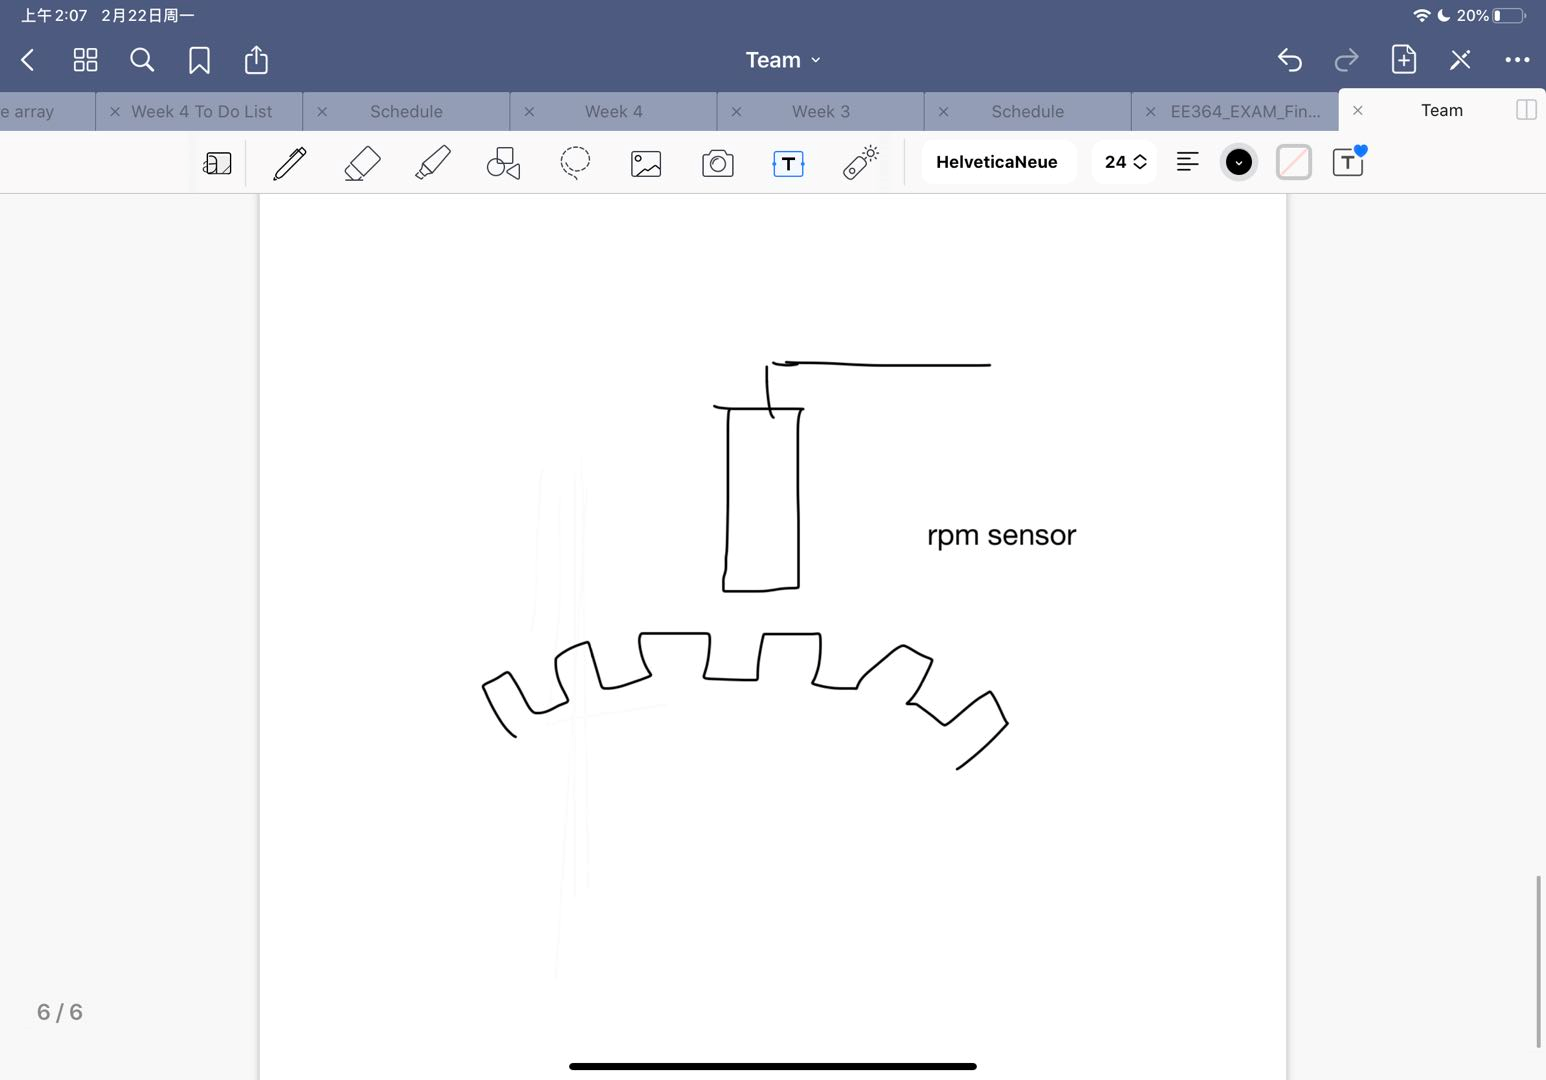 上午2:07 2月22日周一 20%
Team
e array Week 4 To Do List Schedule Week 4 Week 3 Schedule EE364_EXAM_Fin... Team
T HelveticaNeue 24 T
rpm sensor
6 / 6